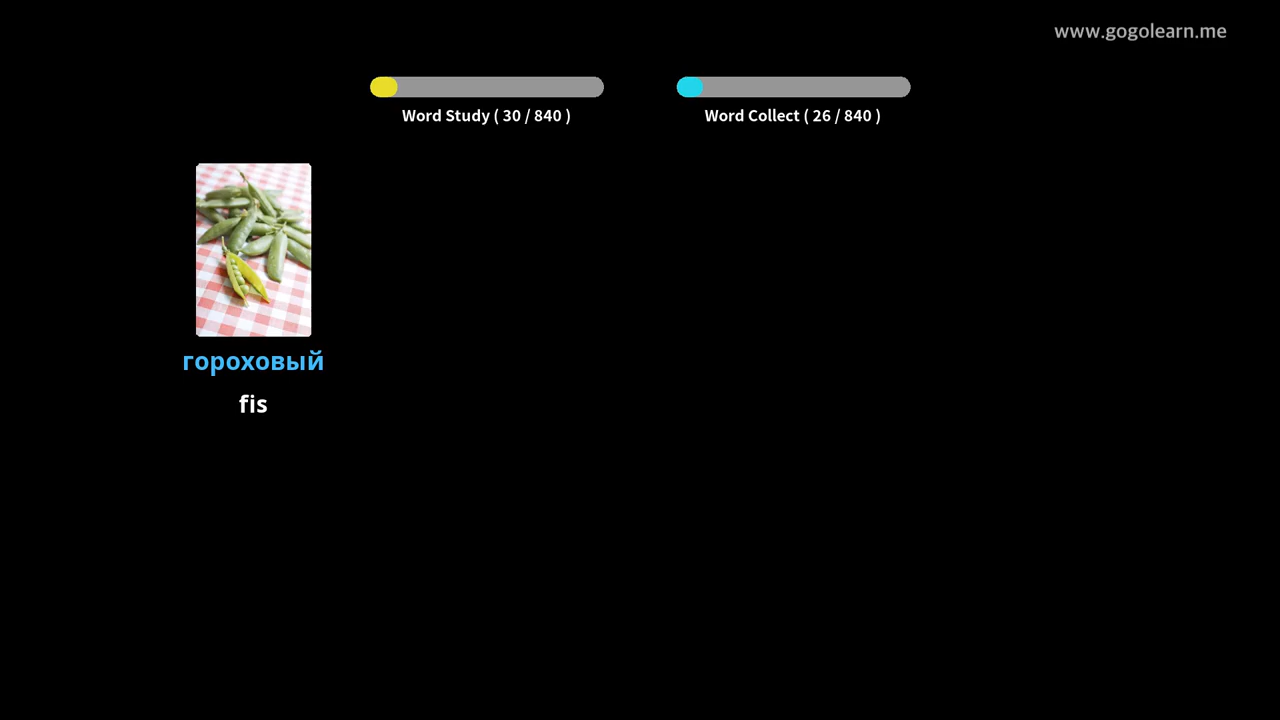 www.gogolearn.me
Word Study ( 30 / 840 )
Word Collect ( 26 / 840 )
гороховый
fis